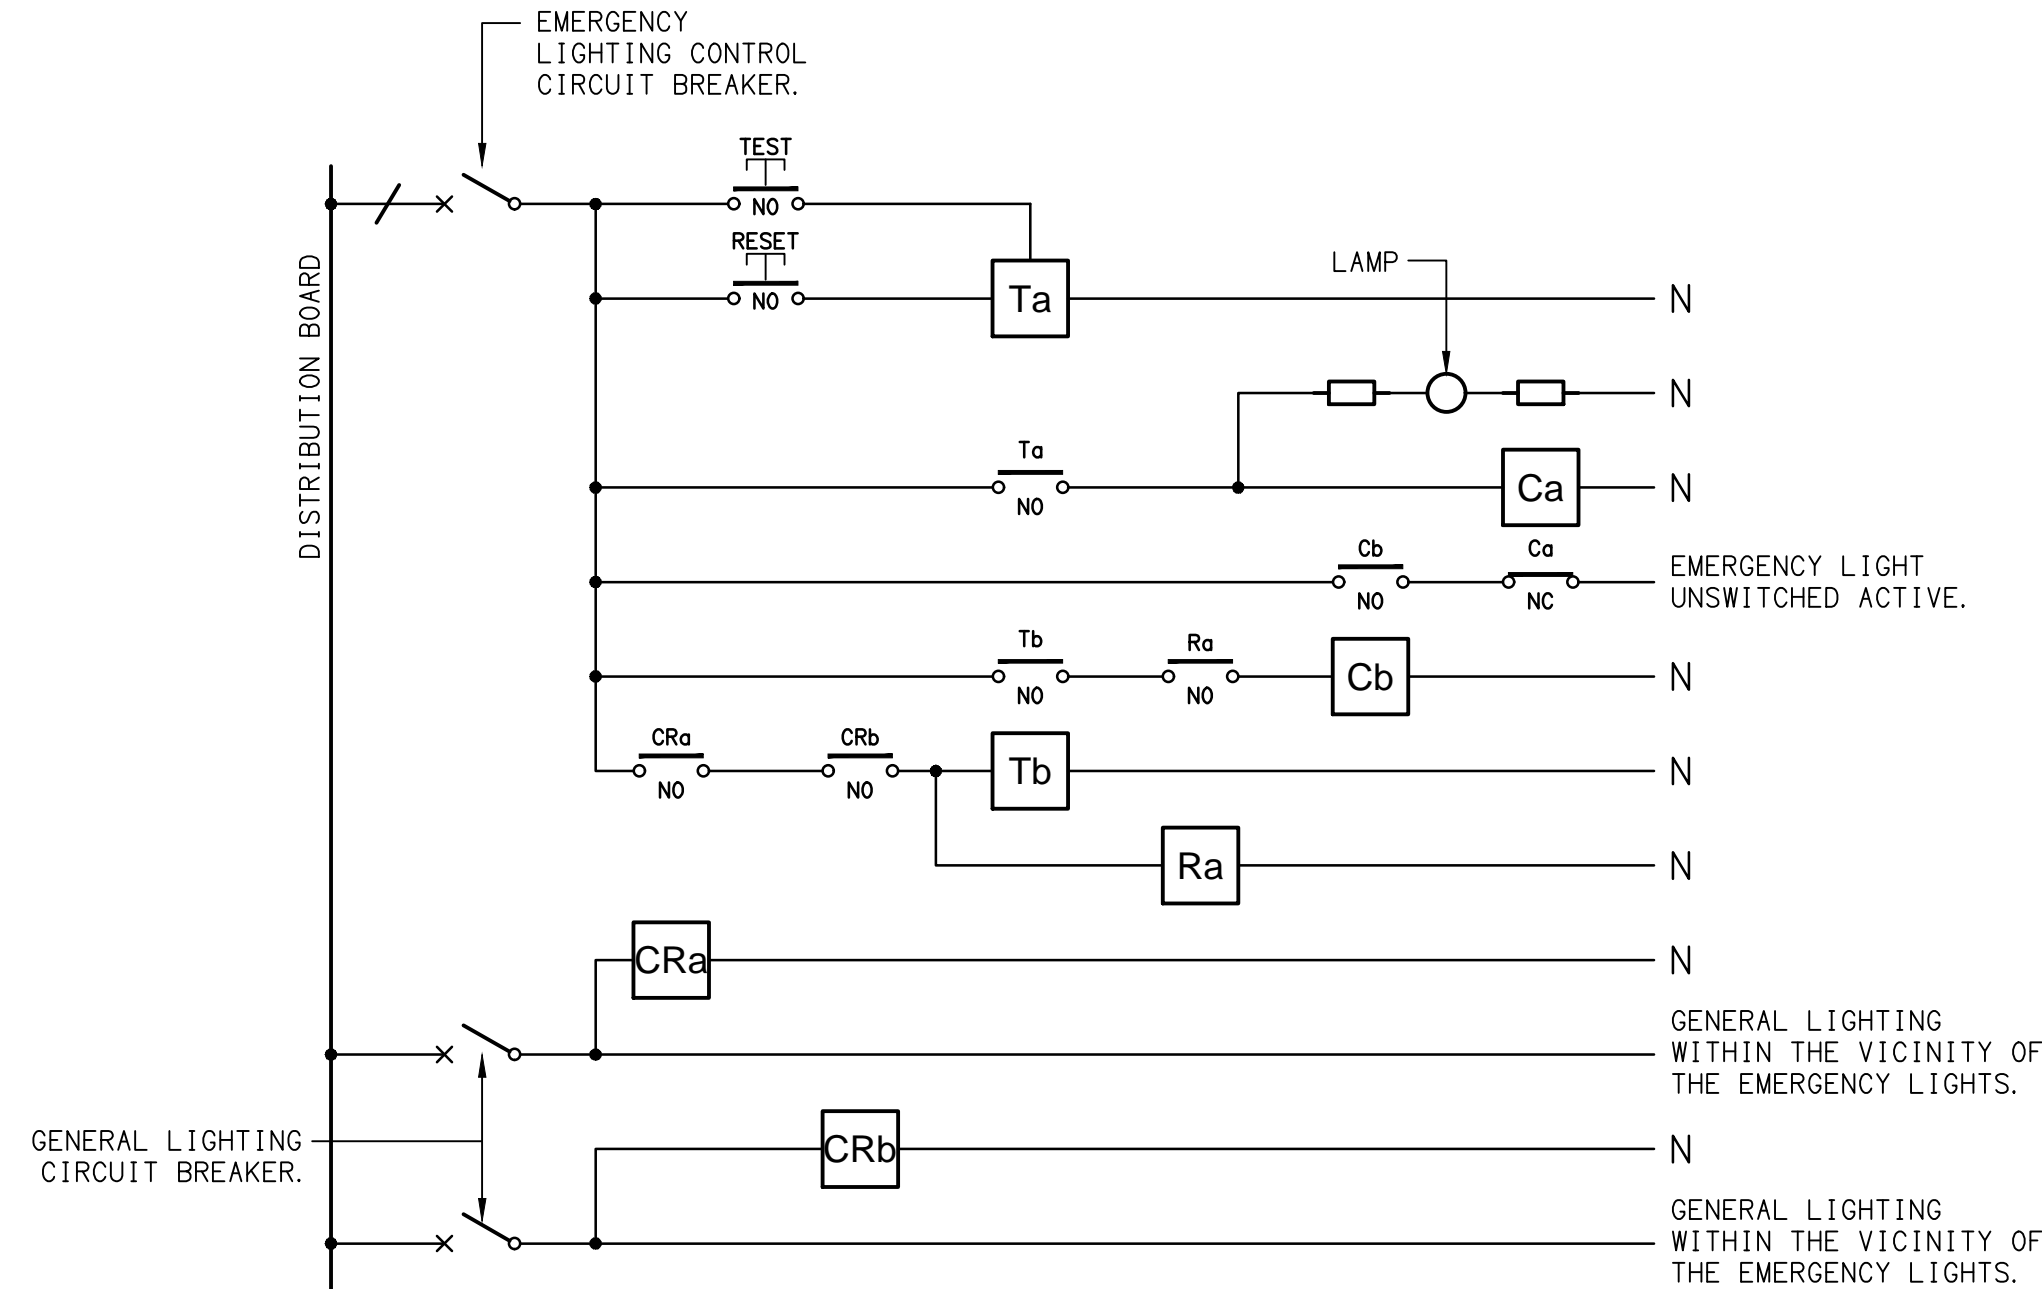 EMERGENCY
LIGHTING CONTROL
CIRCUIT BREAKER.
TEST
NO
RESET
NO
Ta
N
LAMP
N
DISTRIBUTION BOARD
Ta
NO
Ca
N
Cb
NO
Ca
NC
EMERGENCY LIGHT
UNSWITCHED ACTIVE.
Tb
NO
Ra
NO
Cb
N
CRa
NO
CRb
NO
Tb
N
Ra
N
CRa
N
GENERAL LIGHTING
WITHIN THE VICINITY OF
THE EMERGENCY LIGHTS.
GENERAL LIGHTING
CIRCUIT BREAKER.
CRb
N
GENERAL LIGHTING
WITHIN THE VICINITY OF
THE EMERGENCY LIGHTS.